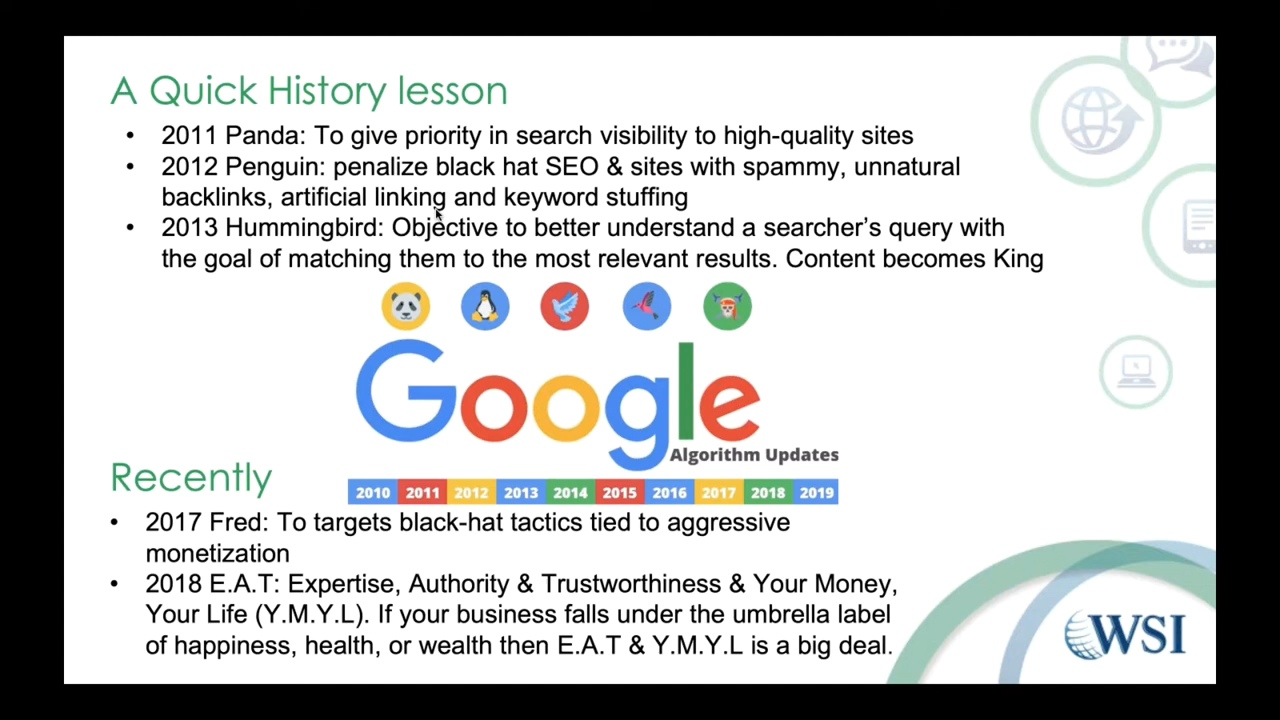 A Quick History lesson
• 2011 Panda: To give priority in search visibility to high-quality sites
• 2012 Penguin: penalize black hat SEO & sites with spammy, unnatural
backlinks, artificial linking and keyword stuffing
• 2013 Hummingbird: Objective to better understand a searcher’s query with
the goal of matching them to the most relevant results. Content becomes King
Google
Algorithm Updates
2010 2011 2012 2013 2014 2015 2016 2017 2018 2019
Recently
• 2017 Fred: To targets black-hat tactics tied to aggressive
monetization
• 2018 E.A.T: Expertise, Authority & Trustworthiness & Your Money,
Your Life (Y.M.Y.L). If your business falls under the umbrella label
of happiness, health, or wealth then E.A.T & Y.M.Y.L is a big deal.
WSI